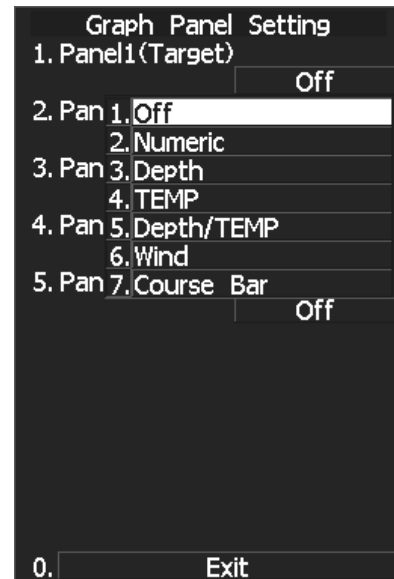 Graph Panel Setting
1. Panel1(Target)
Off
2. Pan
1. Off
2. Numeric
3. Pan
3. Depth
4. TEMP
4. Pan
5. Depth/TEMP
6. Wind
5. Pan
7. Course Bar
Off
0. Exit